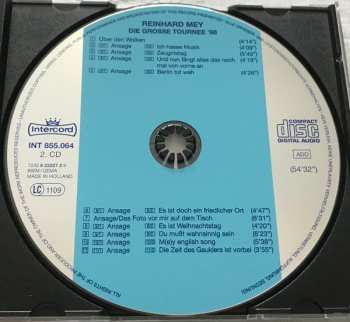 REINHARD MEY
DIE GROSSE TOURNEE '86
Über den Wolken (4'14")
Ansage Ich hasse Musik (4'09")
Ansage Zeugnistag (5'49")
Ansage Und nun fängt alles das noch
mal von vorne an
Ansage Berlin tut weh (4'26")
Intercord
INT 855.064
2. CD
BIEM/GEMA
MADE IN HOLLAND
LC 1109
COMPACT
disc
DIGITAL AUDIO
ADD
(54'32")
Ansage Es ist doch ein friedlicher Ort (4'47")
Ansage/Das Foto vor mir auf dem Tisch (6'31")
Ansage Es ist Weihnachtstag (4'20")
Ansage Du mußt wahnsinnig sein (6'23")
Ansage M(e)y english song (5'38")
Ansage Die Zeit des Gauklers ist vorbei (3'55")